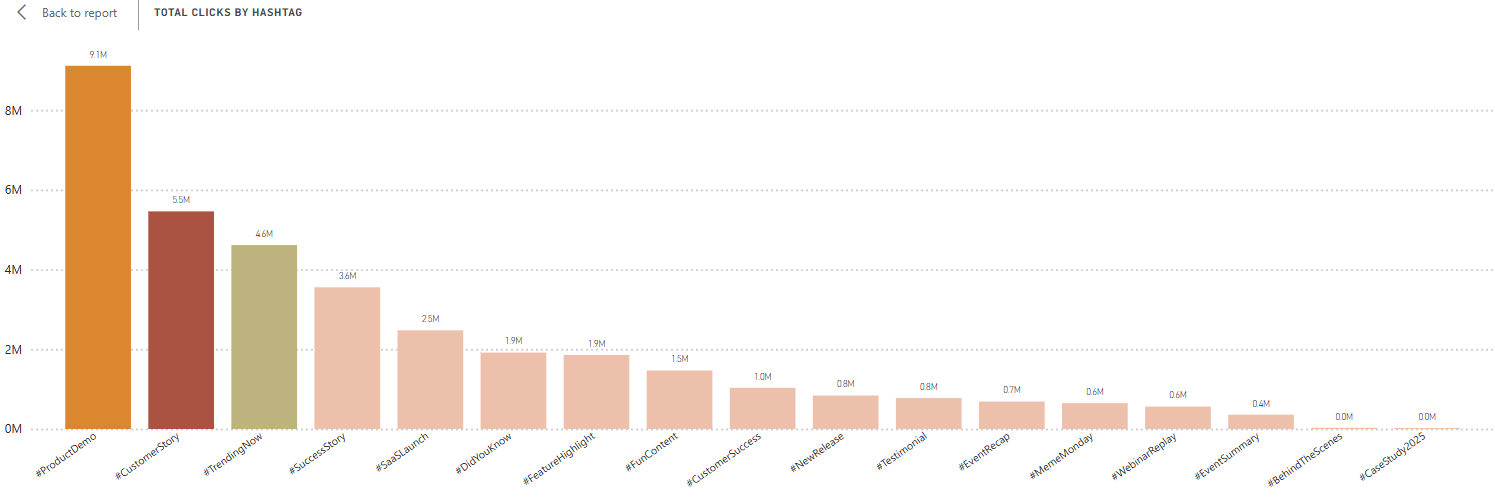 Back to report
TOTAL CLICKS BY HASHTAG
9.1M
8M
5.5M
6M
4.6M
3.6M
4M
2.5M
1.9M
1.9M
1.5M
2M
1.0M
0.8M
0.8M
0.7M
0.6M
0.6M
0.4M
0.0M
0.0M
0M
#ProductDemo
#CustomerStory
#TrendingNow
#SuccessStory
#SaaSLaunch
#DidYouKnow
#FeatureHighlight
#FunContent
#CustomerSuccess
#NewRelease
#Testimonial
#EventRecap
#MemeMonday
#WebinarReplay
#EventSummary
#BehindTheScenes
#CaseStudy2025